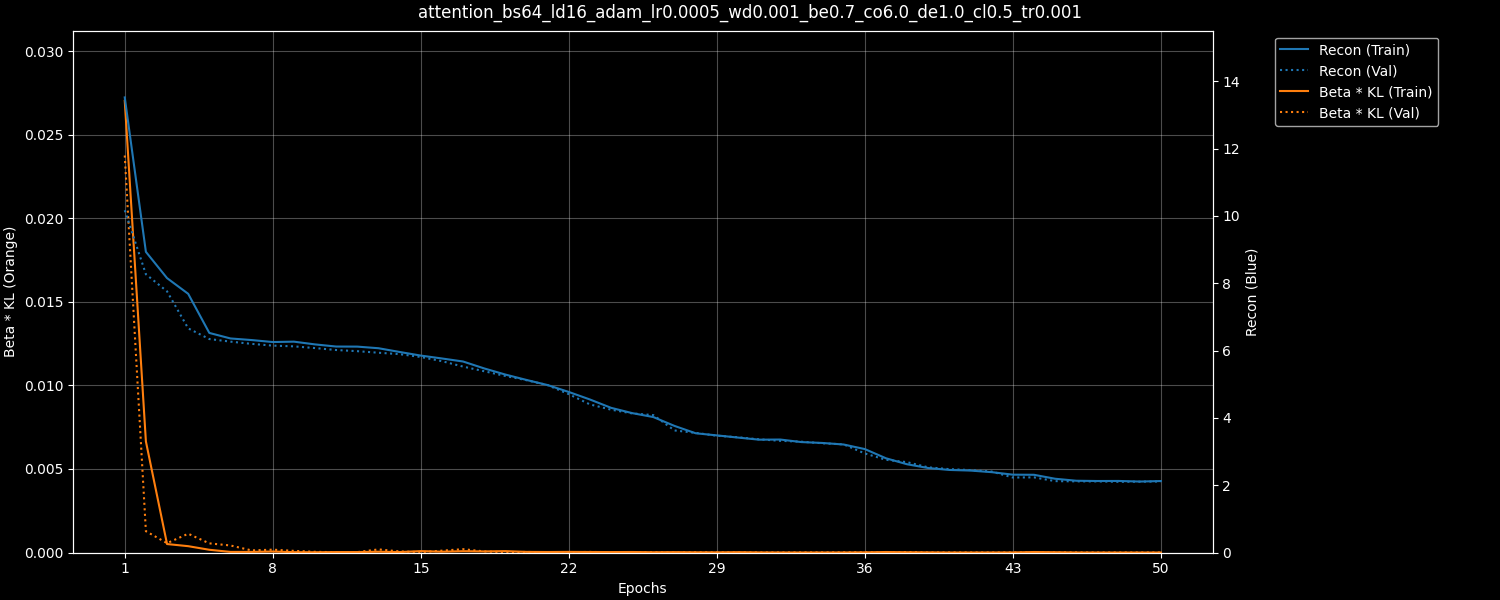 attention_bs64_ld16_adam_lr0.0005_wd0.001_be0.7_co6.0_de1.0_cl0.5_tr0.001
Recon (Train)
Recon (Val)
Beta * KL (Train)
Beta * KL (Val)
Beta * KL (Orange)
0.030
0.025
0.020
0.015
0.010
0.005
0.000
14
12
10
8
6
4
2
0
Recon (Blue)
1 8 15 22 29 36 43 50
Epochs